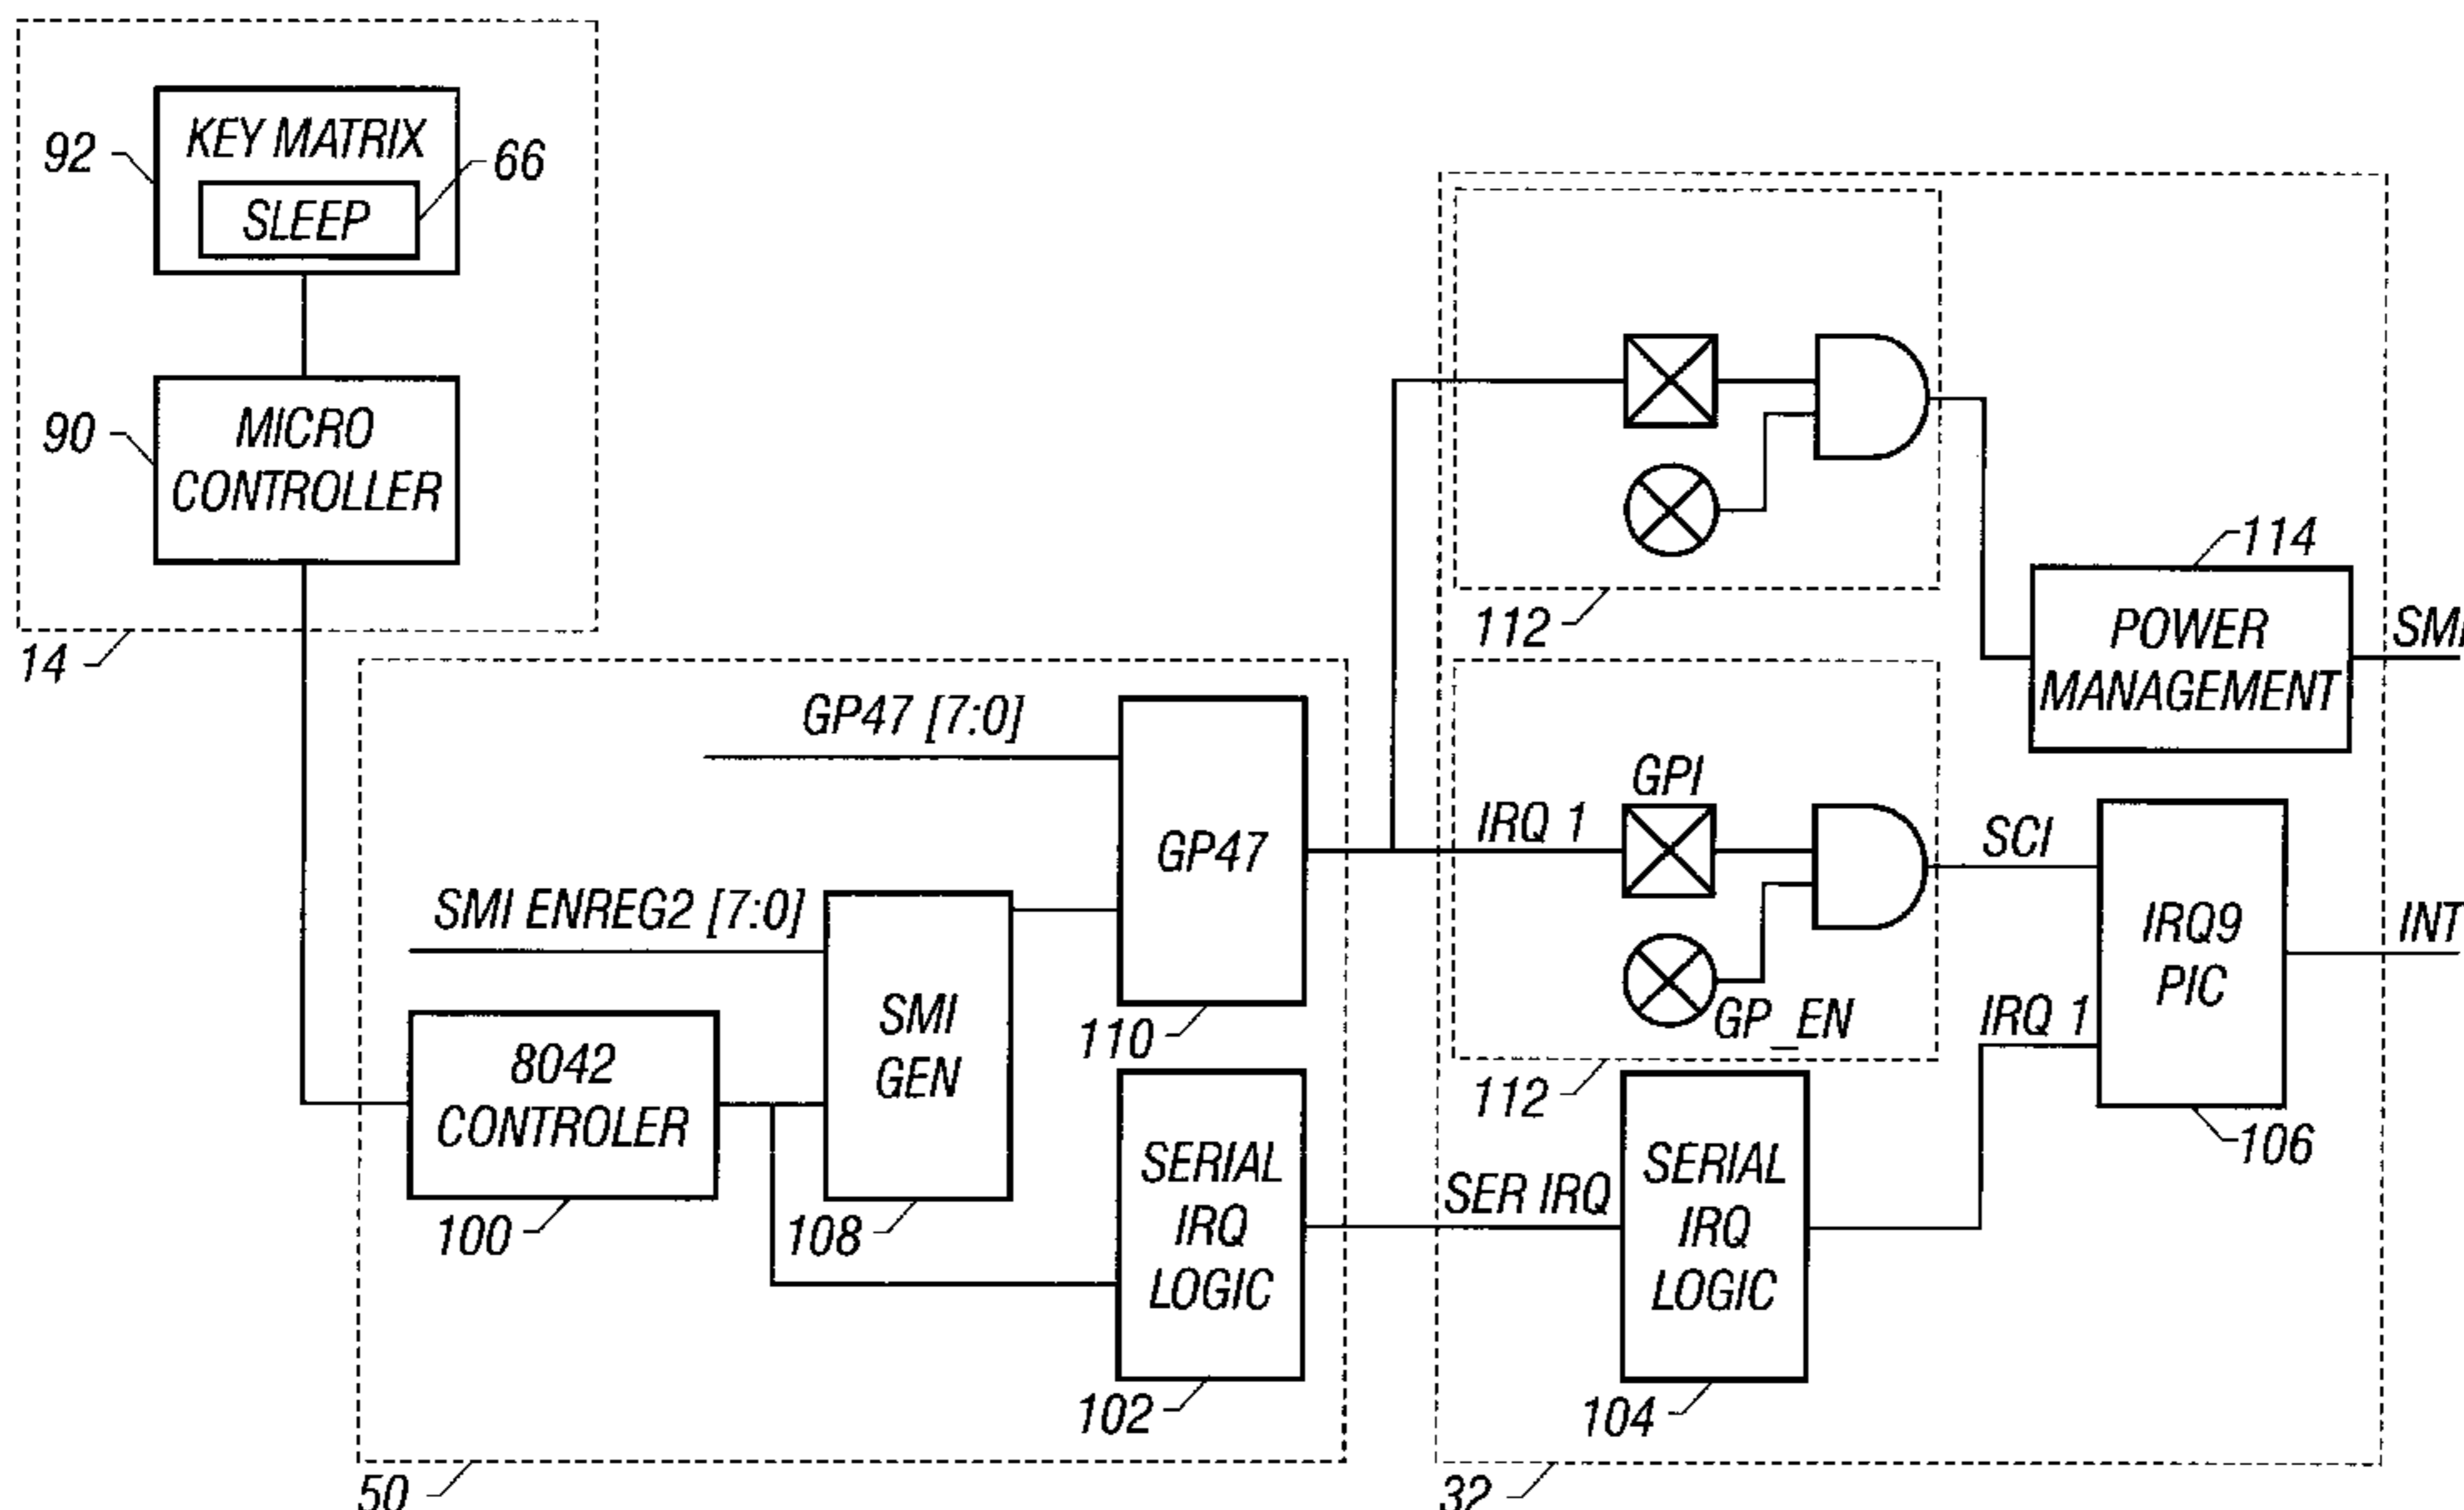 KEY MATRIX
92
66
SLEEP
MICRO
CONTROLLER
90
14
112
114
POWER
MANAGEMENT
SMI
GP47 [7:0]
GP47
110
SMI ENREG2 [7:0]
SMI
GEN
108
8042
CONTROLER
100
SERIAL
IRQ
LOGIC
102
50
IRQ 1
GPI
GP_EN
112
SCI
IRQ9
PIC
INT
IRQ 1
106
SER IRQ
SERIAL
IRQ
LOGIC
104
32